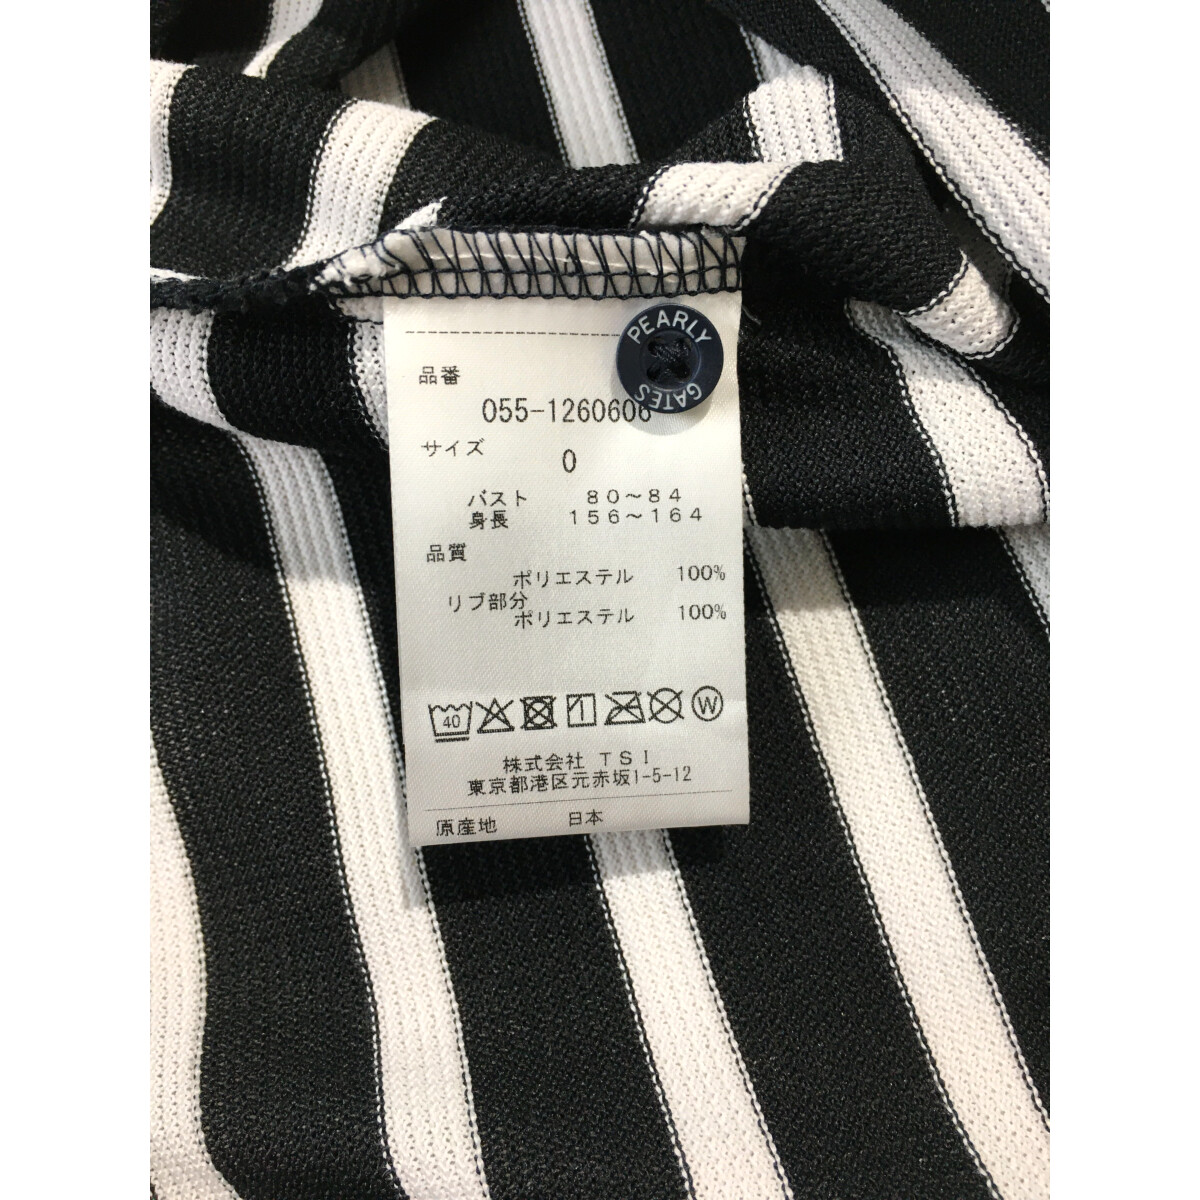 PEARLY
GATES
品番
055-1260606
サイズ
0
バスト 80～84
身長 156～164
品質
ポリエステル 100%
リブ部分
ポリエステル 100%
40
W
株式会社 TSI
東京都港区元赤坂1-5-12
原産地 日本